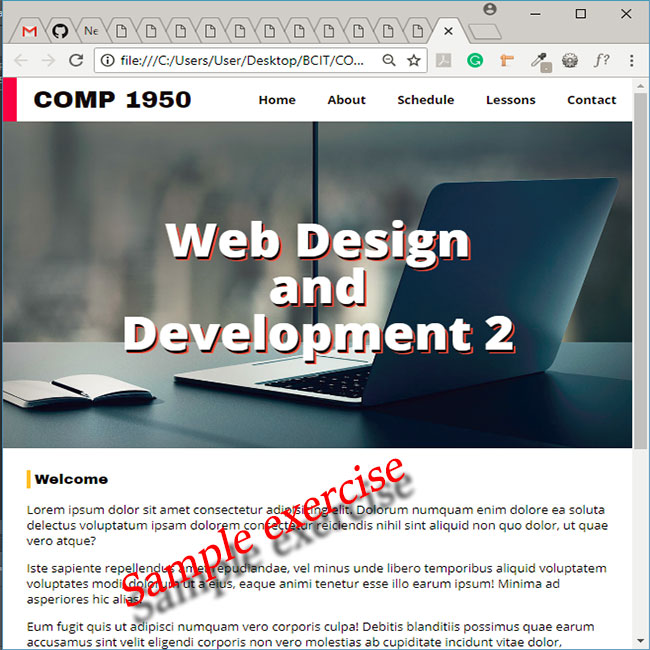 Ne
file:///C:/Users/User/Desktop/BCIT/CO...
f?
COMP 1950
Home About Schedule Lessons Contact
Web Design
and
Development 2
Welcome
Lorem ipsum dolor sit amet consectetur adipisicing elit. Dolorum numquam enim dolore ea soluta
delectus voluptatum ipsam dolorem consectetur reiciendis nihil sint aliquid non quo dolor, ut quae
vero atque?
Iste sapiente repellendus amet repudiandae, vel minus unde libero temporibus aliquid voluptatem
voluptates modi dolorum ut a eius, eaque animi tenetur esse illo earum ipsum! Minima ad
asperiores hic alias.
Eum fugit quis ut adipisci numquam vero corporis culpa! Debitis blanditiis possimus quae earum
accusamus sint velit eligendi corporis non vero molestias ab cupiditate incidunt vitae dolor,
Sample exercise